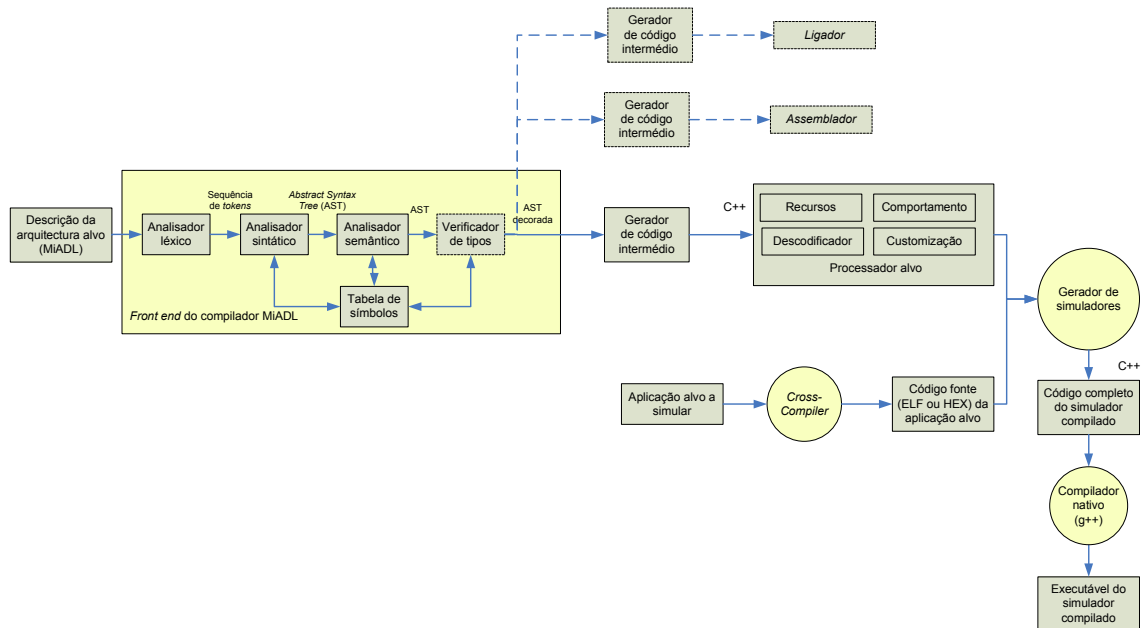 Gerador
de código
intermédio
Ligador
Gerador
de código
intermédio
Assemblador
Descrição da
arquitectura alvo
(MiADL)
Analisador
léxico
Sequência
de tokens
Analisador
sintático
Abstract Syntax
Tree (AST)
Analisador
semântico
AST
Verificador
de tipos
AST
decorada
Tabela de
símbolos
Front end do compilador MiADL
Gerador
de código
intermédio
C++
Recursos
Comportamento
Descodificador
Customização
Processador alvo
Gerador de
simuladores
Aplicação alvo a
simular
Cross-
Compiler
Código fonte
(ELF ou HEX) da
aplicação alvo
C++
Código completo
do simulador
compilado
Compilador
nativo
(g++)
Executável do
simulador
compilado